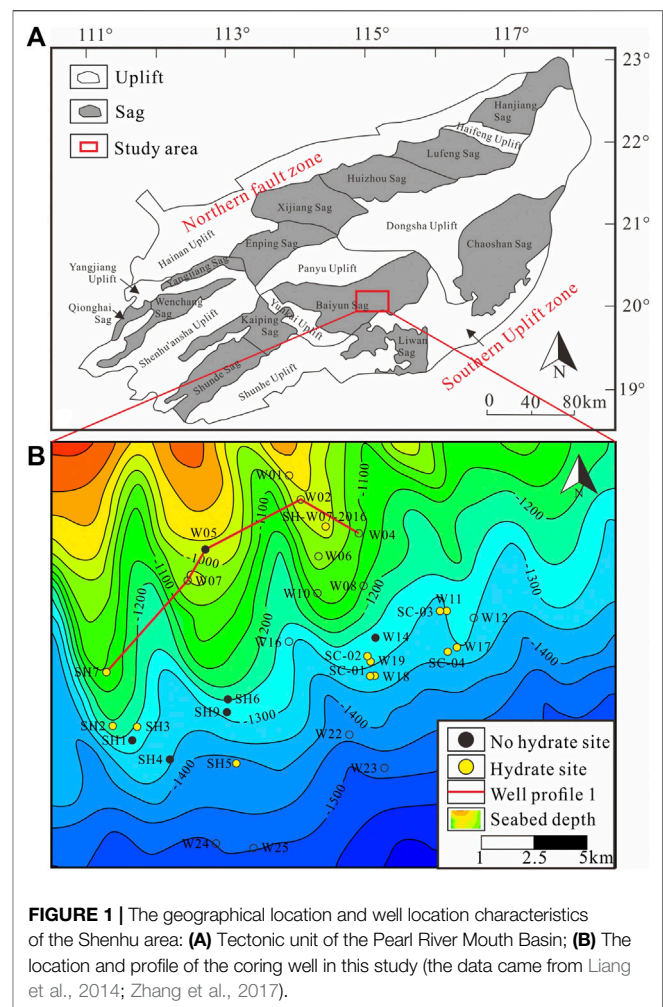 A
111° 113° 115° 117°
Uplift
Sag
Study area
23°
22°
21°
20°
19°
Northern fault zone
Southern Uplift zone
Hanjiang
Sag
Haifeng Uplift
Lufeng Sag
Huizhou Sag
Xijiang Sag
Dongsha Uplift
Chaoshan Sag
Hainan Uplift
Enping Sag
Panyu Uplift
Yangjiang Sag
Yangjiang
Uplift
Qionghai
Sag
Wenchang
Sag
Baiyun Sag
Yunkai Uplift
Kaiping
Sag
Shenhu'ansha Uplift
Liwan
Sag
Shunde Sag
Shunhe Uplift
N
0 40 80km
B
W01
W02
SH-W07-2016
W04
W05
W06
W07
W08
W10
W11
SC-03
W12
W14
W16
SC-02
W19
SC-01
W18
W17
SC-04
SH7
SH2
SH3
SH1
SH4
SH6
SH9
SH5
W22
W23
W24
W25
-1100
-1100
-1000
-1100
-1200
-1200
-1200
-1200
-1300
-1300
-1400
-1400
-1400
-1500
N
No hydrate site
Hydrate site
Well profile 1
Seabed depth
1 2.5 5km
FIGURE 1 | The geographical location and well location characteristics
of the Shenhu area: (A) Tectonic unit of the Pearl River Mouth Basin; (B) The
location and profile of the coring well in this study (the data came from Liang
et al., 2014; Zhang et al., 2017).